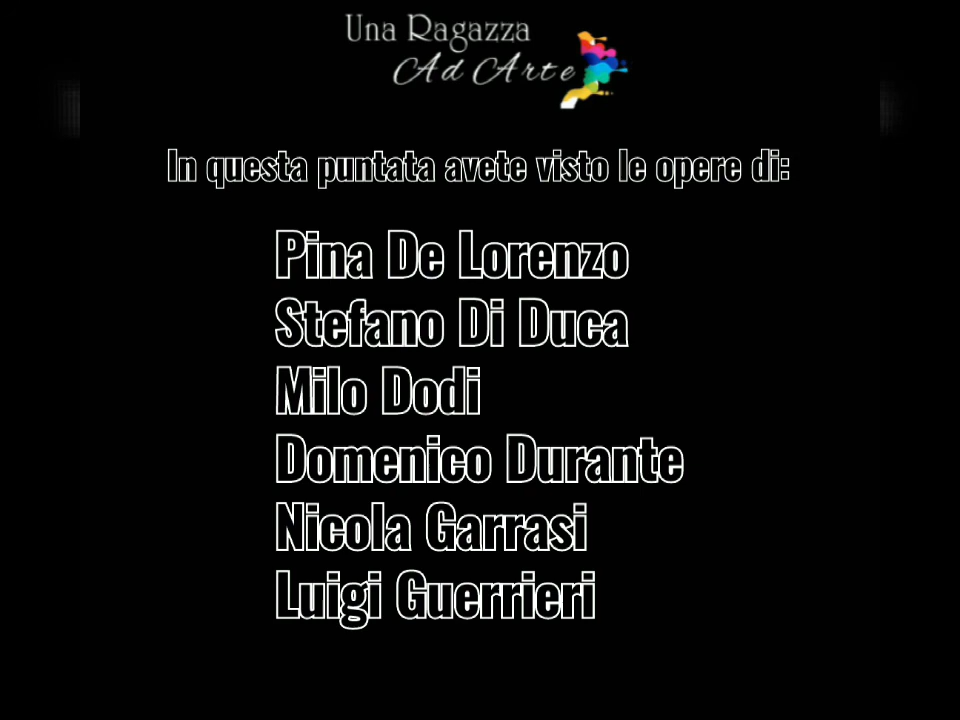 Una Ragazza
Ad Arte
In questa puntata avete visto le opere di:
Pina De Lorenzo
Stefano Di Duca
Milo Dodi
Domenico Durante
Nicola Garrasi
Luigi Guerrieri